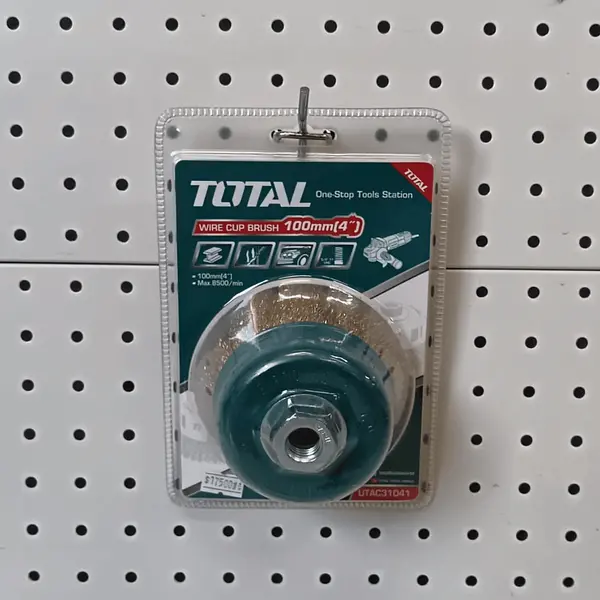 TOTAL One-Stop Tools Station
TOTAL
WIRE CUP BRUSH 100mm(4")
• 100mm(4")
• Max.8500/min
UTAC31041